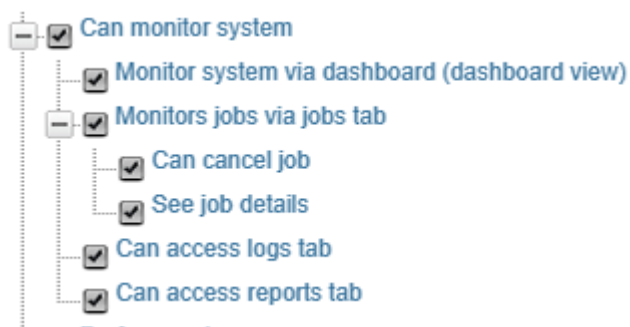 Can monitor system
Monitor system via dashboard (dashboard view)
Monitors jobs via jobs tab
Can cancel job
See job details
Can access logs tab
Can access reports tab